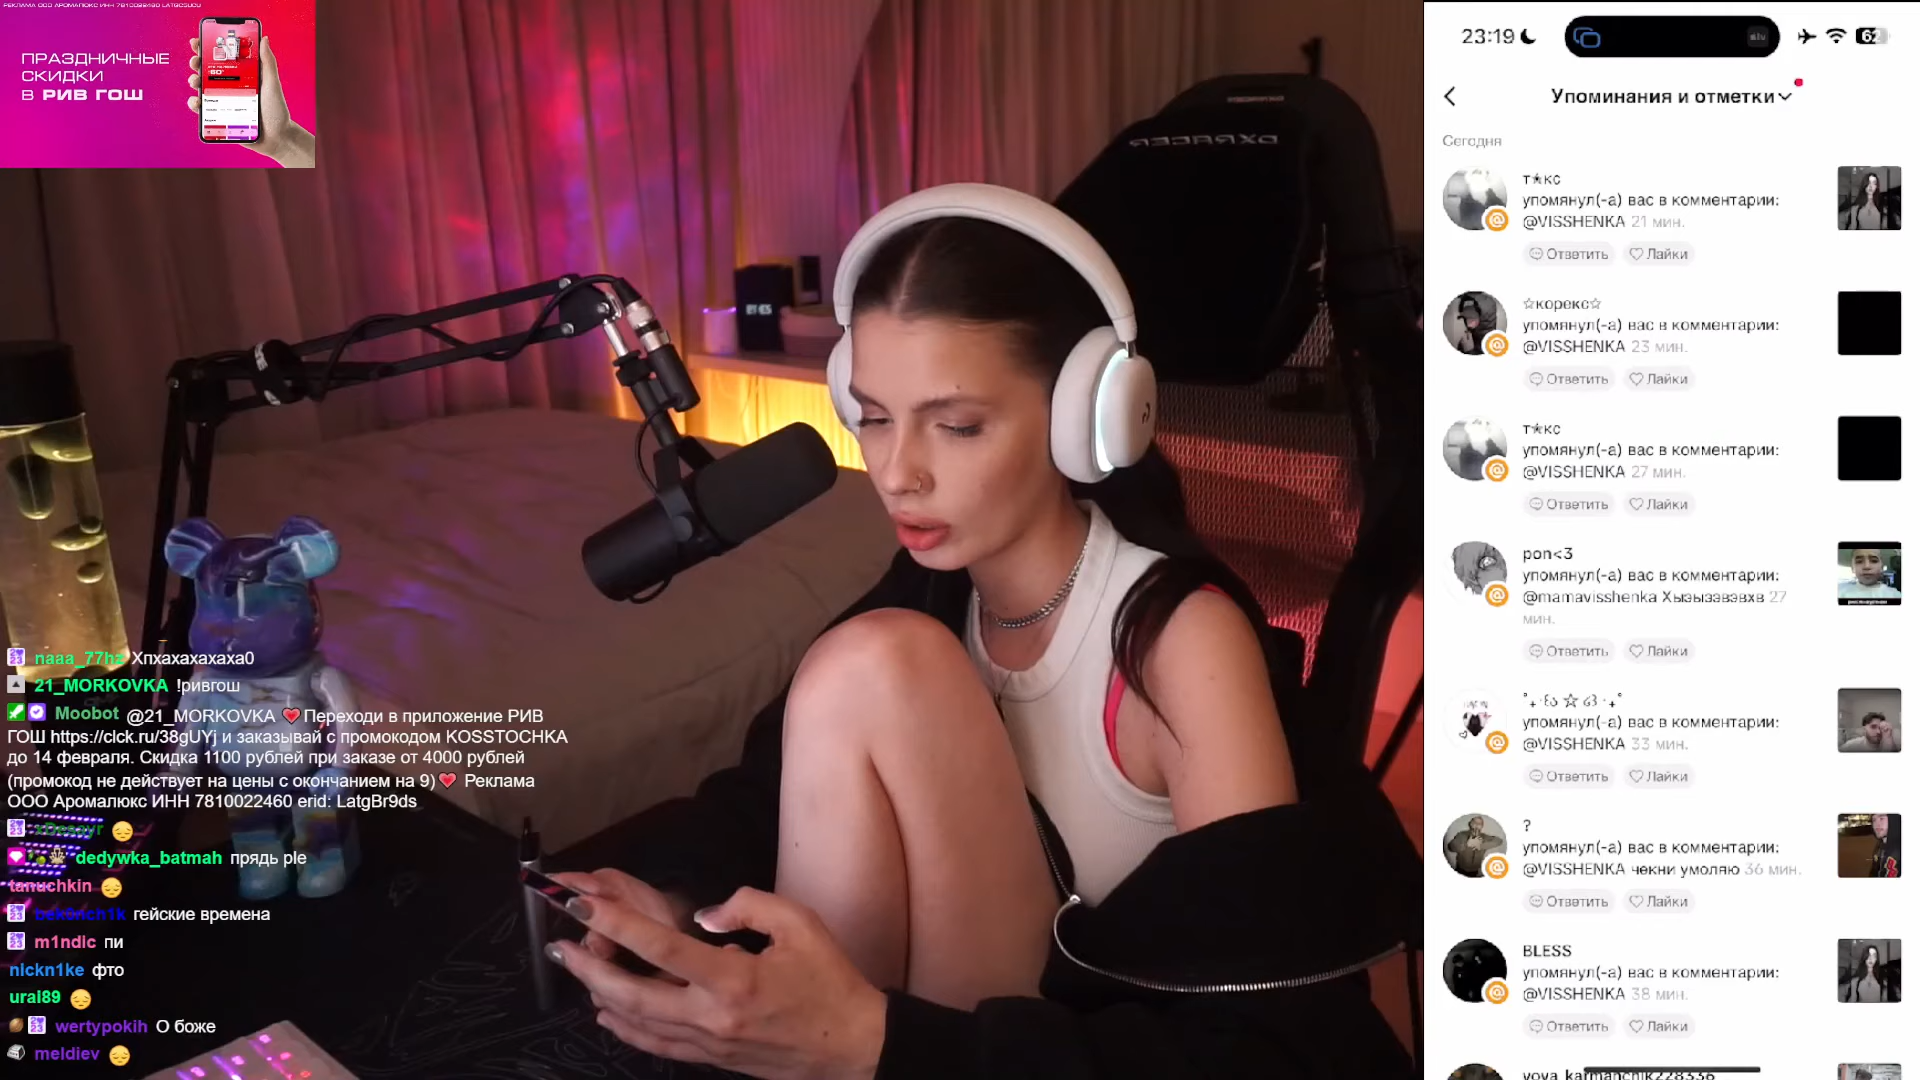 ПРАЗДНИЧНЫЕ
СКИДКИ
В РИВ ГОШ
DXRACER
naaa_77hz Хпхахахахаха0
21_MORKOVKA !ривгош
Moobot @21_MORKOVKA ❤Переходи в приложение РИВ
ГОШ https://clck.ru/38gUYj и заказывай с промокодом KOSSTOCHKA
до 14 февраля. Скидка 1100 рублей при заказе от 4000 рублей
(промокод не действует на цены с окончанием на 9)❤ Реклама
ООО Аромалюкс ИНН 7810022460 erid: LatgBr9ds
😔
dedywka_batmah прядь ple
tanuchkin 😔
гейские времена
m1ndic пи
nickn1ke фто
ural89 😔
wertypokih О боже
meldiev 😔
23:19
62
Упоминания и отметки
Сегодня
т★кс
упомянул(-а) вас в комментарии:
@VISSHENKA 21 мин.
Ответить Лайки
☆корекс☆
упомянул(-а) вас в комментарии:
@VISSHENKA 23 мин.
Ответить Лайки
т★кс
упомянул(-а) вас в комментарии:
@VISSHENKA 27 мин.
Ответить Лайки
pon<3
упомянул(-а) вас в комментарии:
@mamavisshenka Хызызэвэвхв 27
мин.
Ответить Лайки
упомянул(-а) вас в комментарии:
@VISSHENKA 33 мин.
Ответить Лайки
?
упомянул(-а) вас в комментарии:
@VISSHENKA чекни умоляю 36 мин.
Ответить Лайки
BLESS
упомянул(-а) вас в комментарии:
@VISSHENKA 38 мин.
Ответить Лайки
vova_karmanchik228336